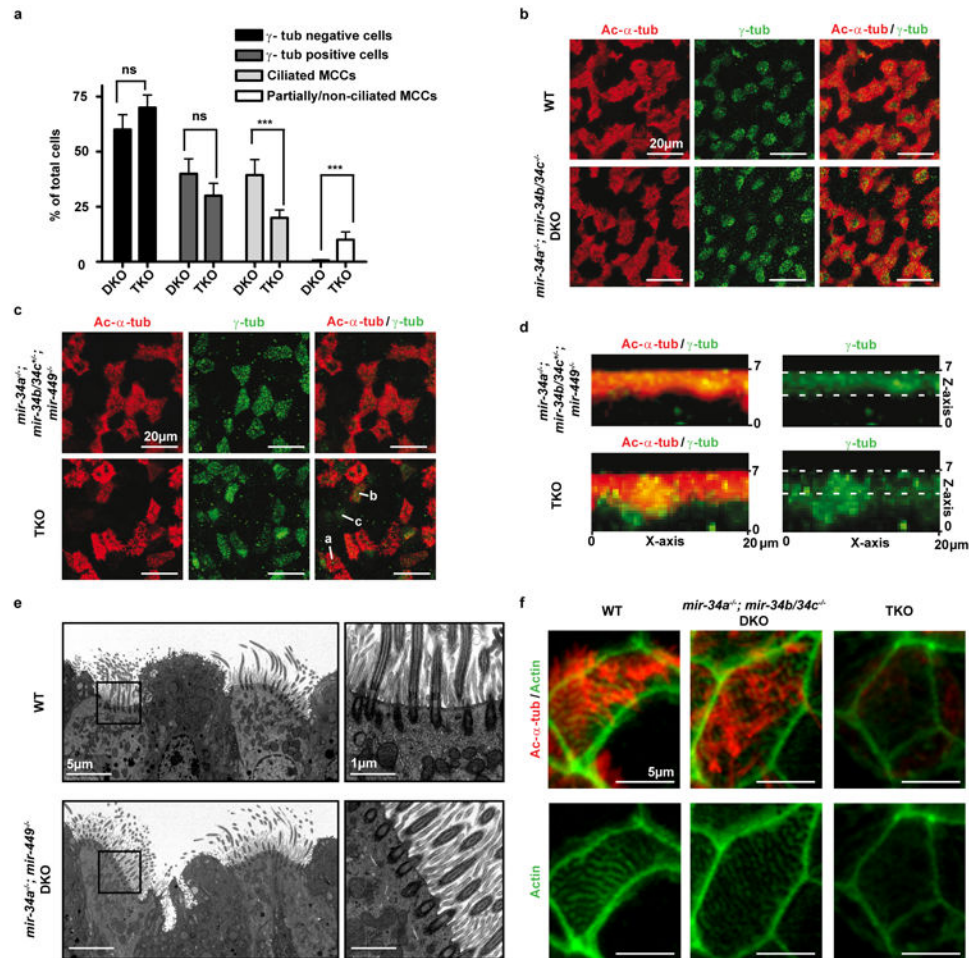 a
γ- tub negative cells
γ- tub positive cells
Ciliated MCCs
Partially/non-ciliated MCCs
ns
ns
***
***
% of total cells
75
50
25
0
DKO TKO DKO TKO DKO TKO DKO TKO
b
Ac-α-tub γ-tub Ac-α-tub/γ-tub
WT
20μm
mir-34a-/-; mir-34b/34c-/-
DKO
c
Ac-α-tub γ-tub Ac-α-tub/γ-tub
mir-34a-/-;
mir-34b/34c+/-;
mir-449-/-
20μm
TKO
b
c
a
d
Ac-α-tub/γ-tub γ-tub
mir-34a-/-;
mir-34b/34c+/-;
mir-449-/-
7
0
7
Z-axis
0
Ac-α-tub/γ-tub γ-tub
TKO
7
0
7
Z-axis
0
0 X-axis 20 0 X-axis 20μm
e
WT
5μm
1μm
mir-34a-/-; mir-449-/-
DKO
f
WT mir-34a-/-; mir-34b/34c-/- TKO
DKO
Ac-α-tub/Actin
5μm
Actin